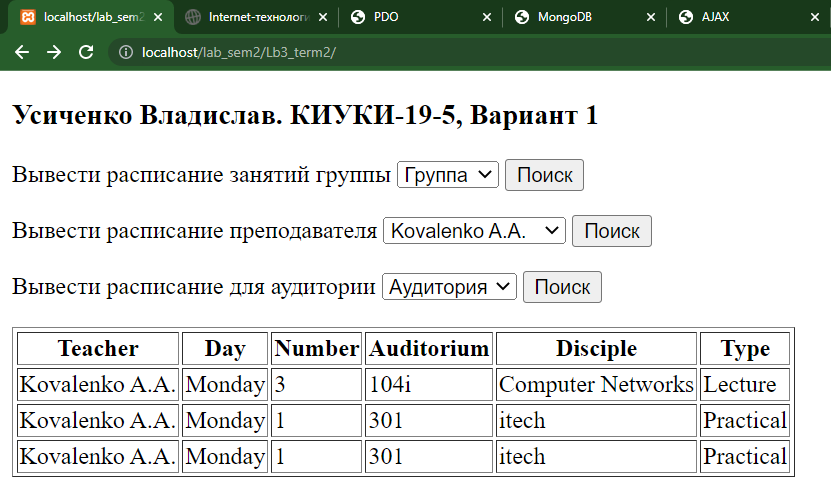 localhost/lab_sem2 Internet-технологи PDO MongoDB AJAX
localhost/lab_sem2/Lb3_term2/
Усиченко Владислав. КИУКИ-19-5, Вариант 1
Вывести расписание занятий группы Группа Поиск
Вывести расписание преподавателя Kovalenko A.A. Поиск
Вывести расписание для аудитории Аудитория Поиск
Teacher Day Number Auditorium Disciple Type
Kovalenko A.A. Monday 3 104i Computer Networks Lecture
Kovalenko A.A. Monday 1 301 itech Practical
Kovalenko A.A. Monday 1 301 itech Practical